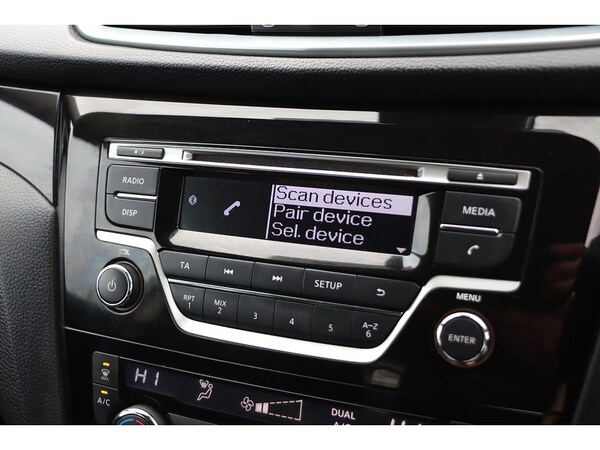 RADIO
DISP
Scan devices
Pair device
Sel. device
MEDIA
TA
SETUP
RPT 1
MIX 2
3
4
5
A-Z 6
MENU
ENTER
HI
A/C
DUAL